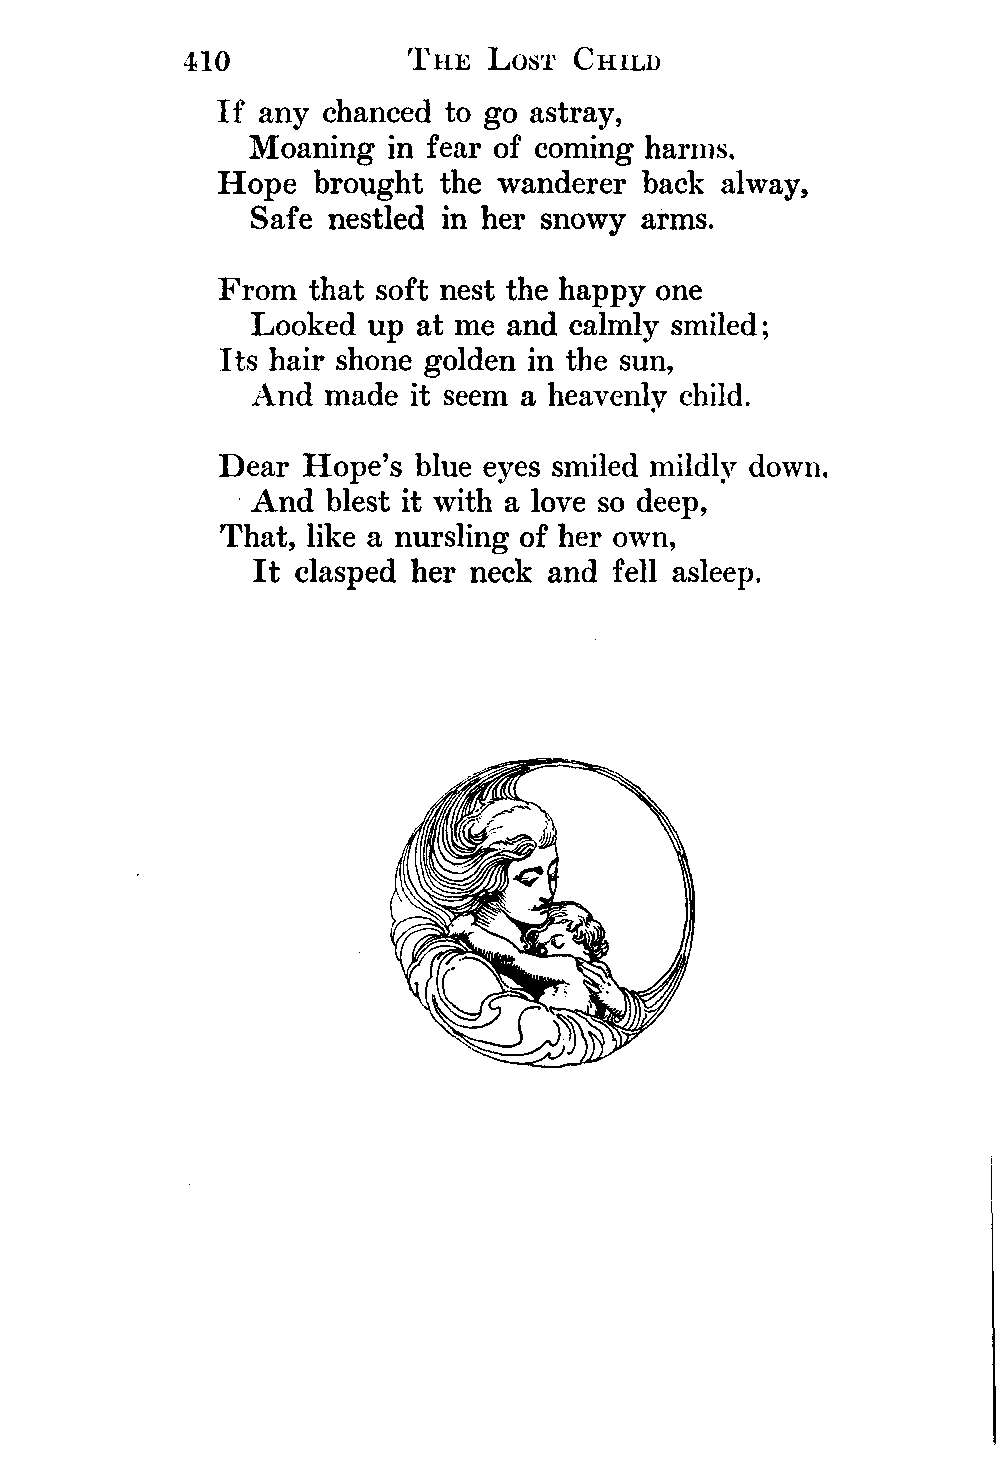 410 THE LOST CHILD
If any chanced to go astray,
Moaning in fear of coming harms,
Hope brought the wanderer back alway,
Safe nestled in her snowy arms.
From that soft nest the happy one
Looked up at me and calmly smiled;
Its hair shone golden in the sun,
And made it seem a heavenly child.
Dear Hope's blue eyes smiled mildly down,
And blest it with a love so deep,
That, like a nursling of her own,
It clasped her neck and fell asleep.